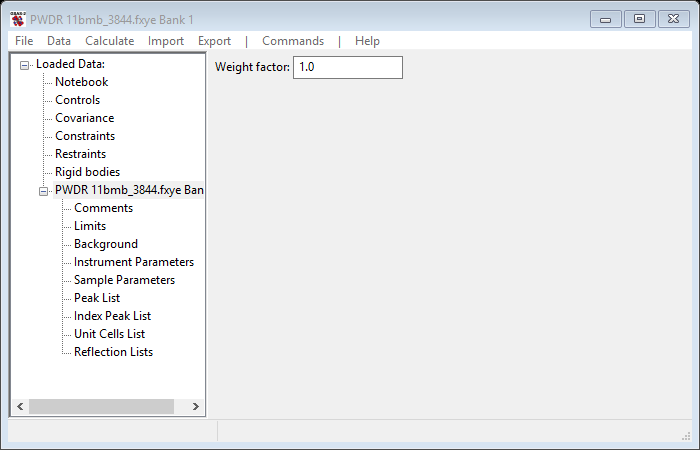 PWDR 11bmb_3844.fxye Bank 1
File Data Calculate Import Export | Commands | Help
Loaded Data:
Weight factor: 1.0
Notebook
Controls
Covariance
Constraints
Restraints
Rigid bodies
PWDR 11bmb_3844.fxye Ban
Comments
Limits
Background
Instrument Parameters
Sample Parameters
Peak List
Index Peak List
Unit Cells List
Reflection Lists